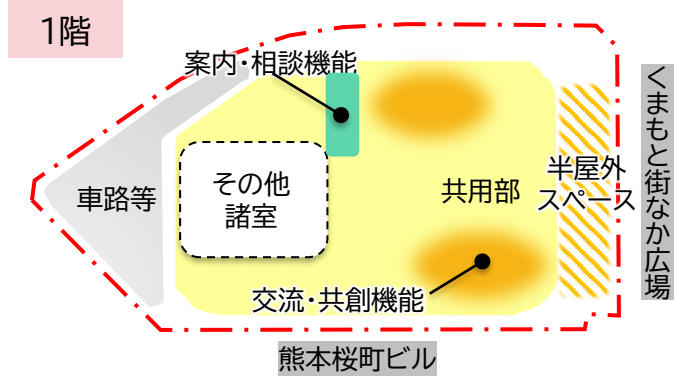 1階
案内・相談機能
その他
諸室
車路等
共用部
半屋外
スペース
くまもと街なか広場
交流・共創機能
熊本桜町ビル